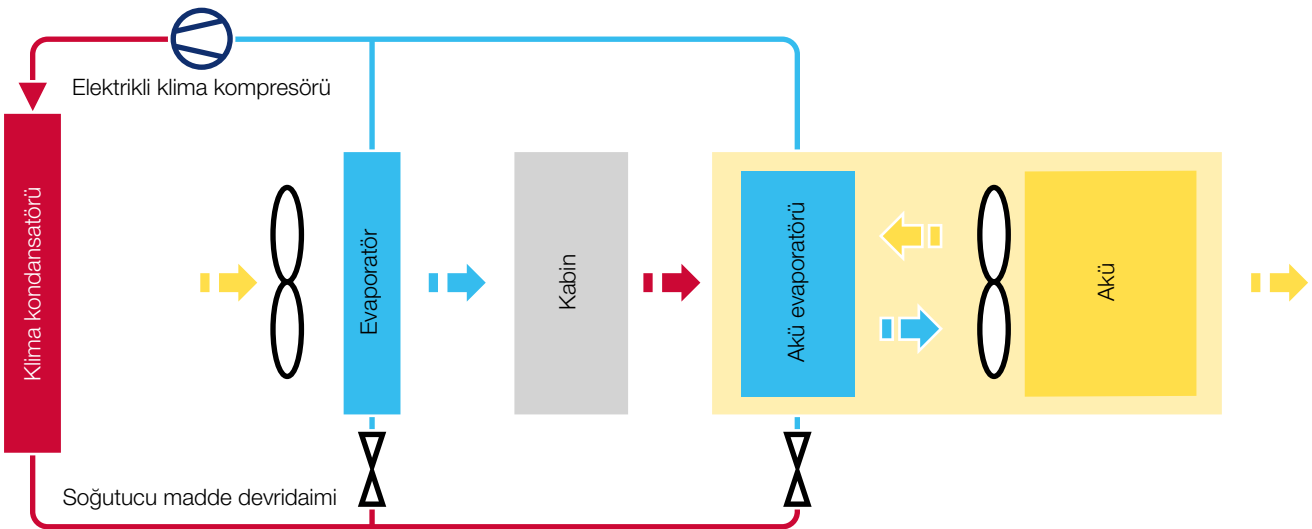 Elektrikli klima kompresörü
Klima kondansatörü
Evaporatör
Kabin
Akü evaporatörü
Akü
Soğutucu madde devridaimi